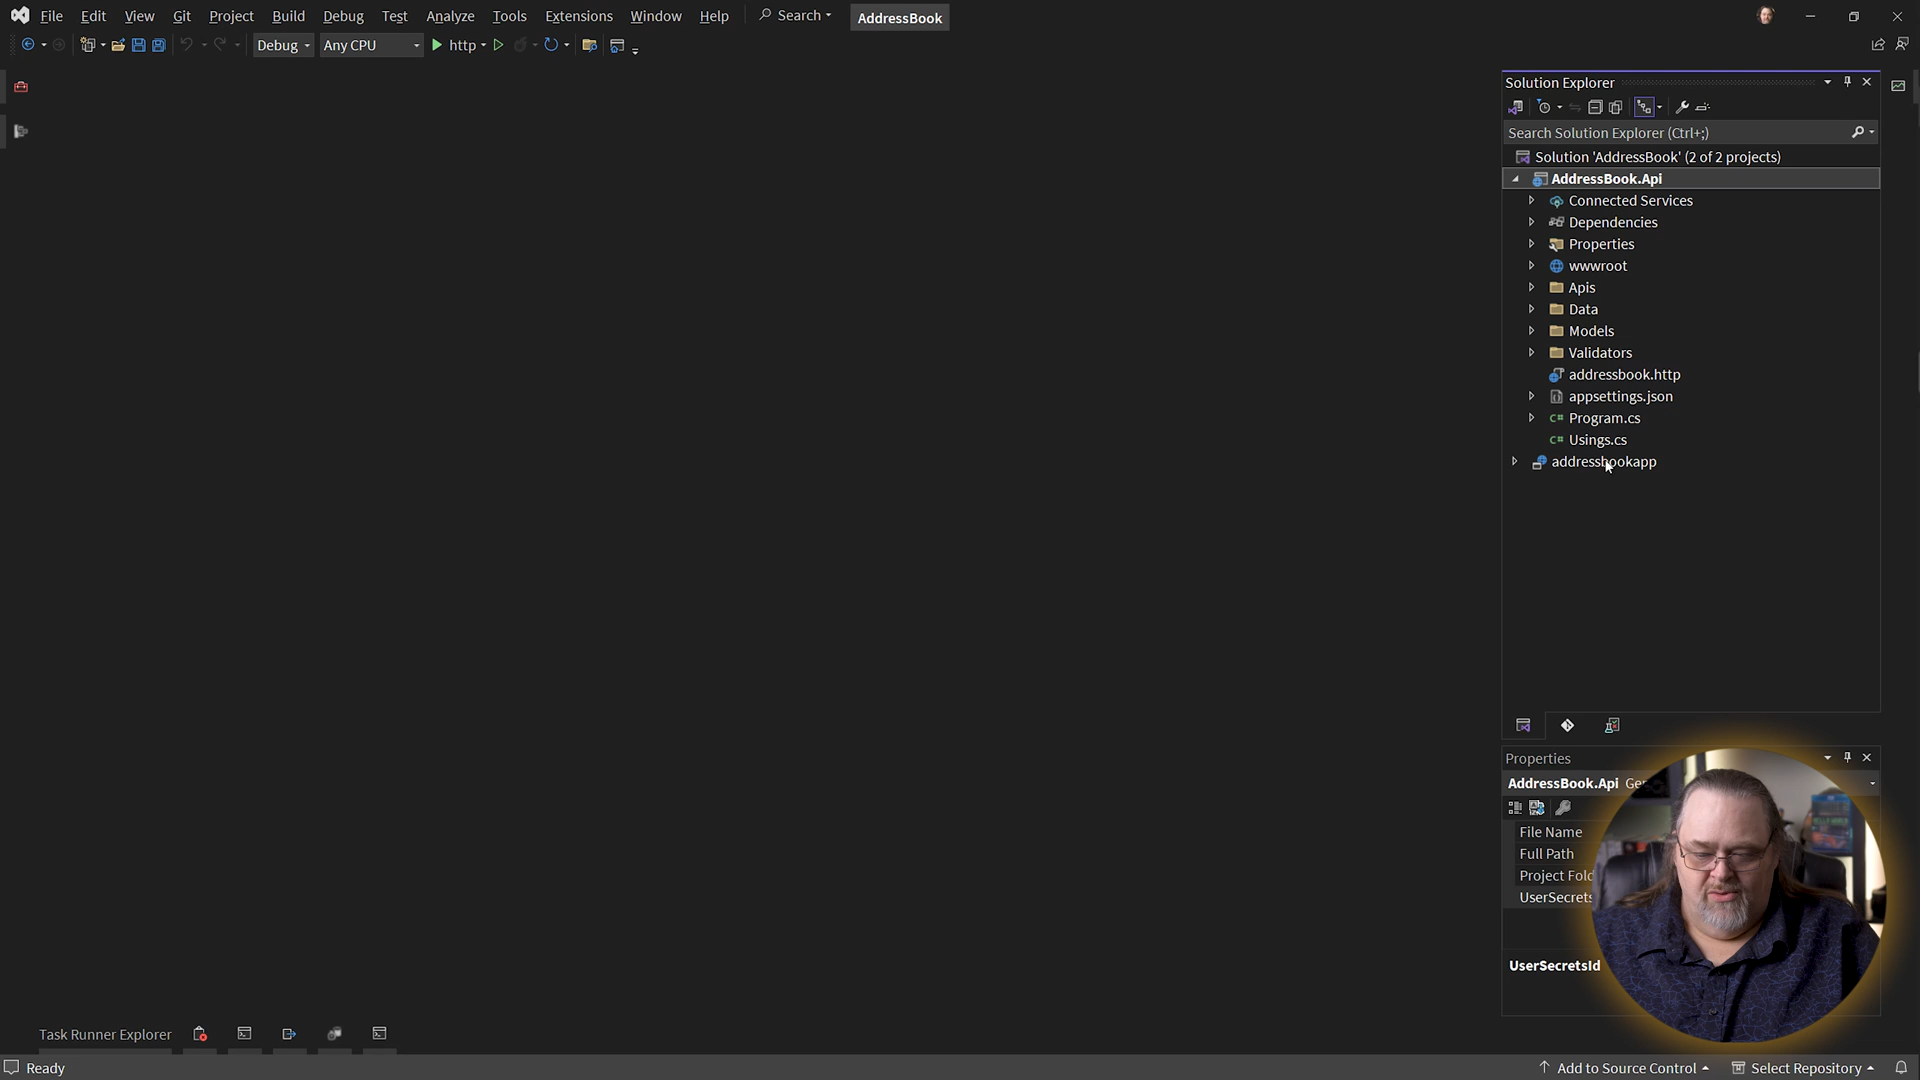 File Edit View Git Project Build Debug Test Analyze Tools Extensions Window Help Search AddressBook
Debug Any CPU http
Solution Explorer
Search Solution Explorer (Ctrl+;)
Solution 'AddressBook' (2 of 2 projects)
AddressBook.Api
Connected Services
Dependencies
Properties
wwwroot
Apis
Data
Models
Validators
addressbook.http
appsettings.json
Program.cs
Usings.cs
addressbookapp
Properties
AddressBook.Api
File Name
Full Path
Project Fold
UserSecrets
UserSecretsId
Task Runner Explorer
Ready Add to Source Control Select Repository